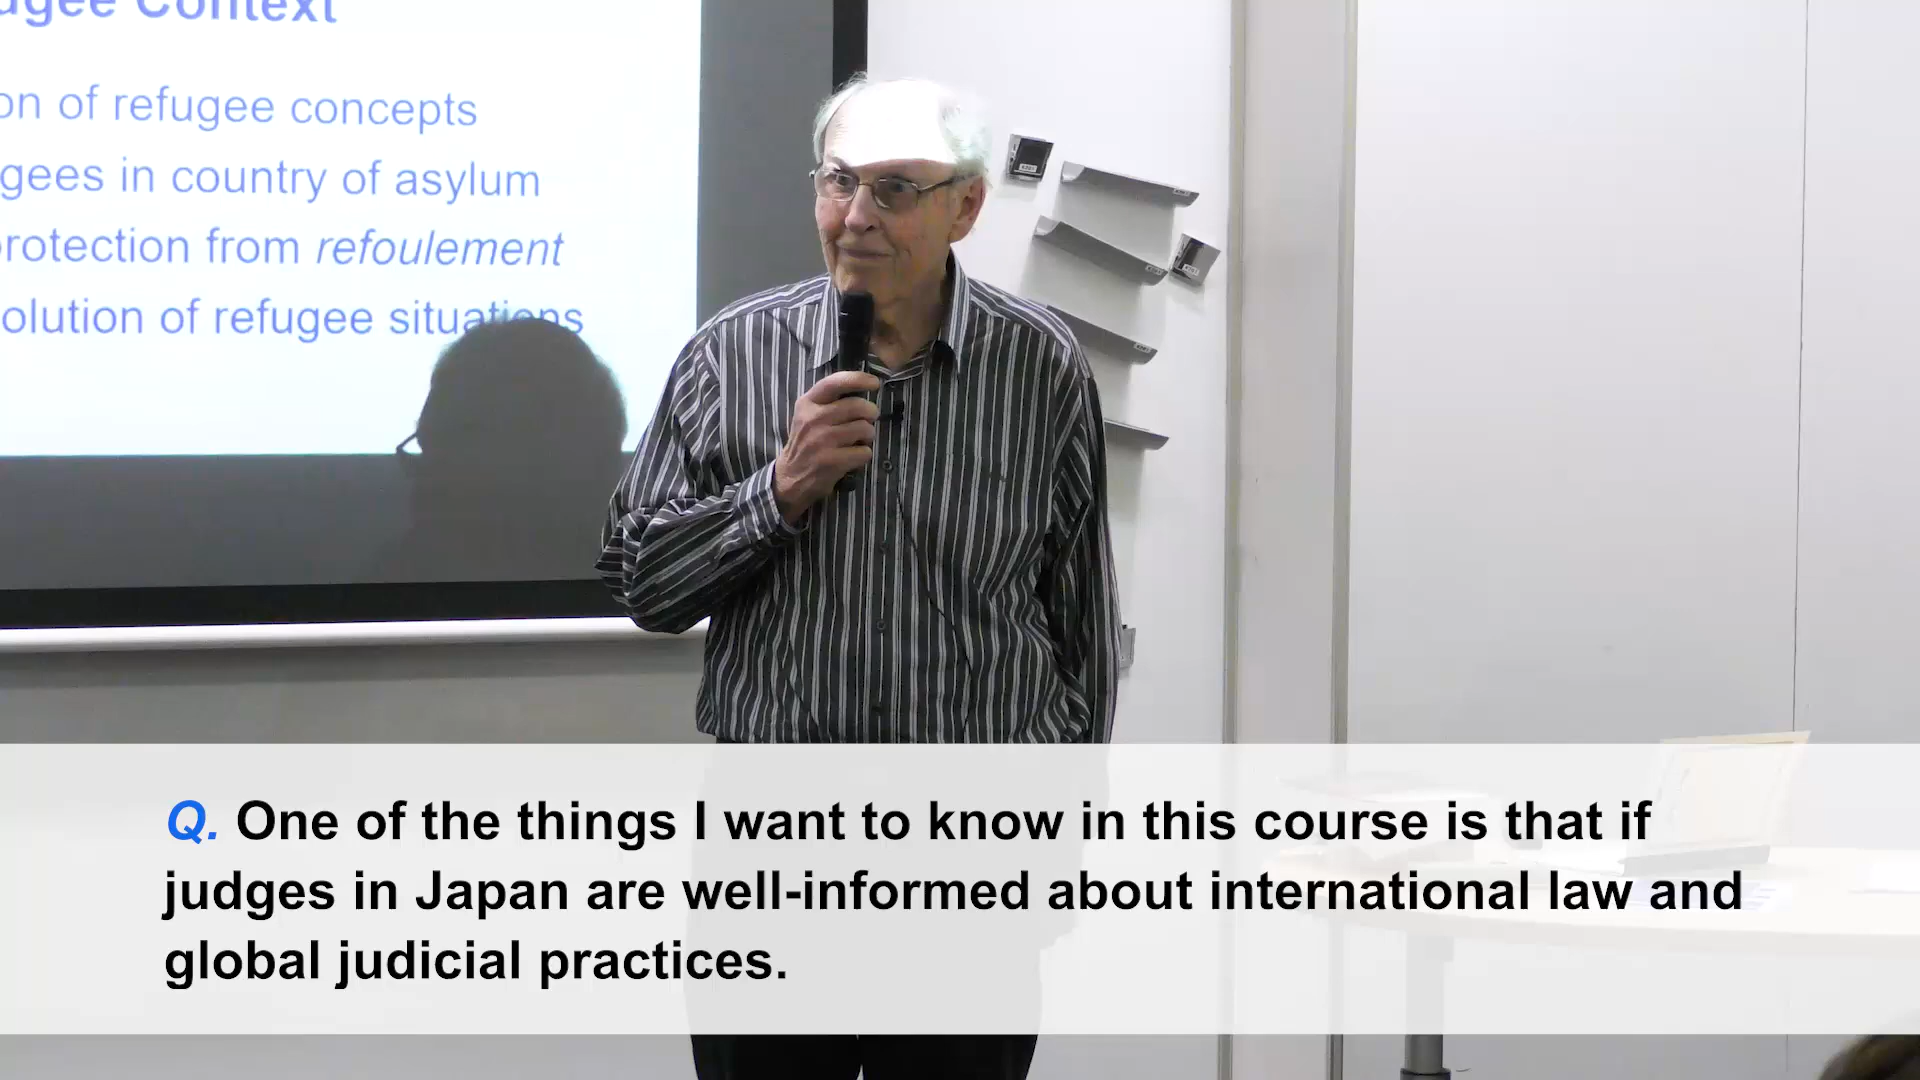 ugee Context
on of refugee concepts
gees in country of asylum
protection from refoulement
olution of refugee situations
Q. One of the things I want to know in this course is that if
judges in Japan are well-informed about international law and
global judicial practices.